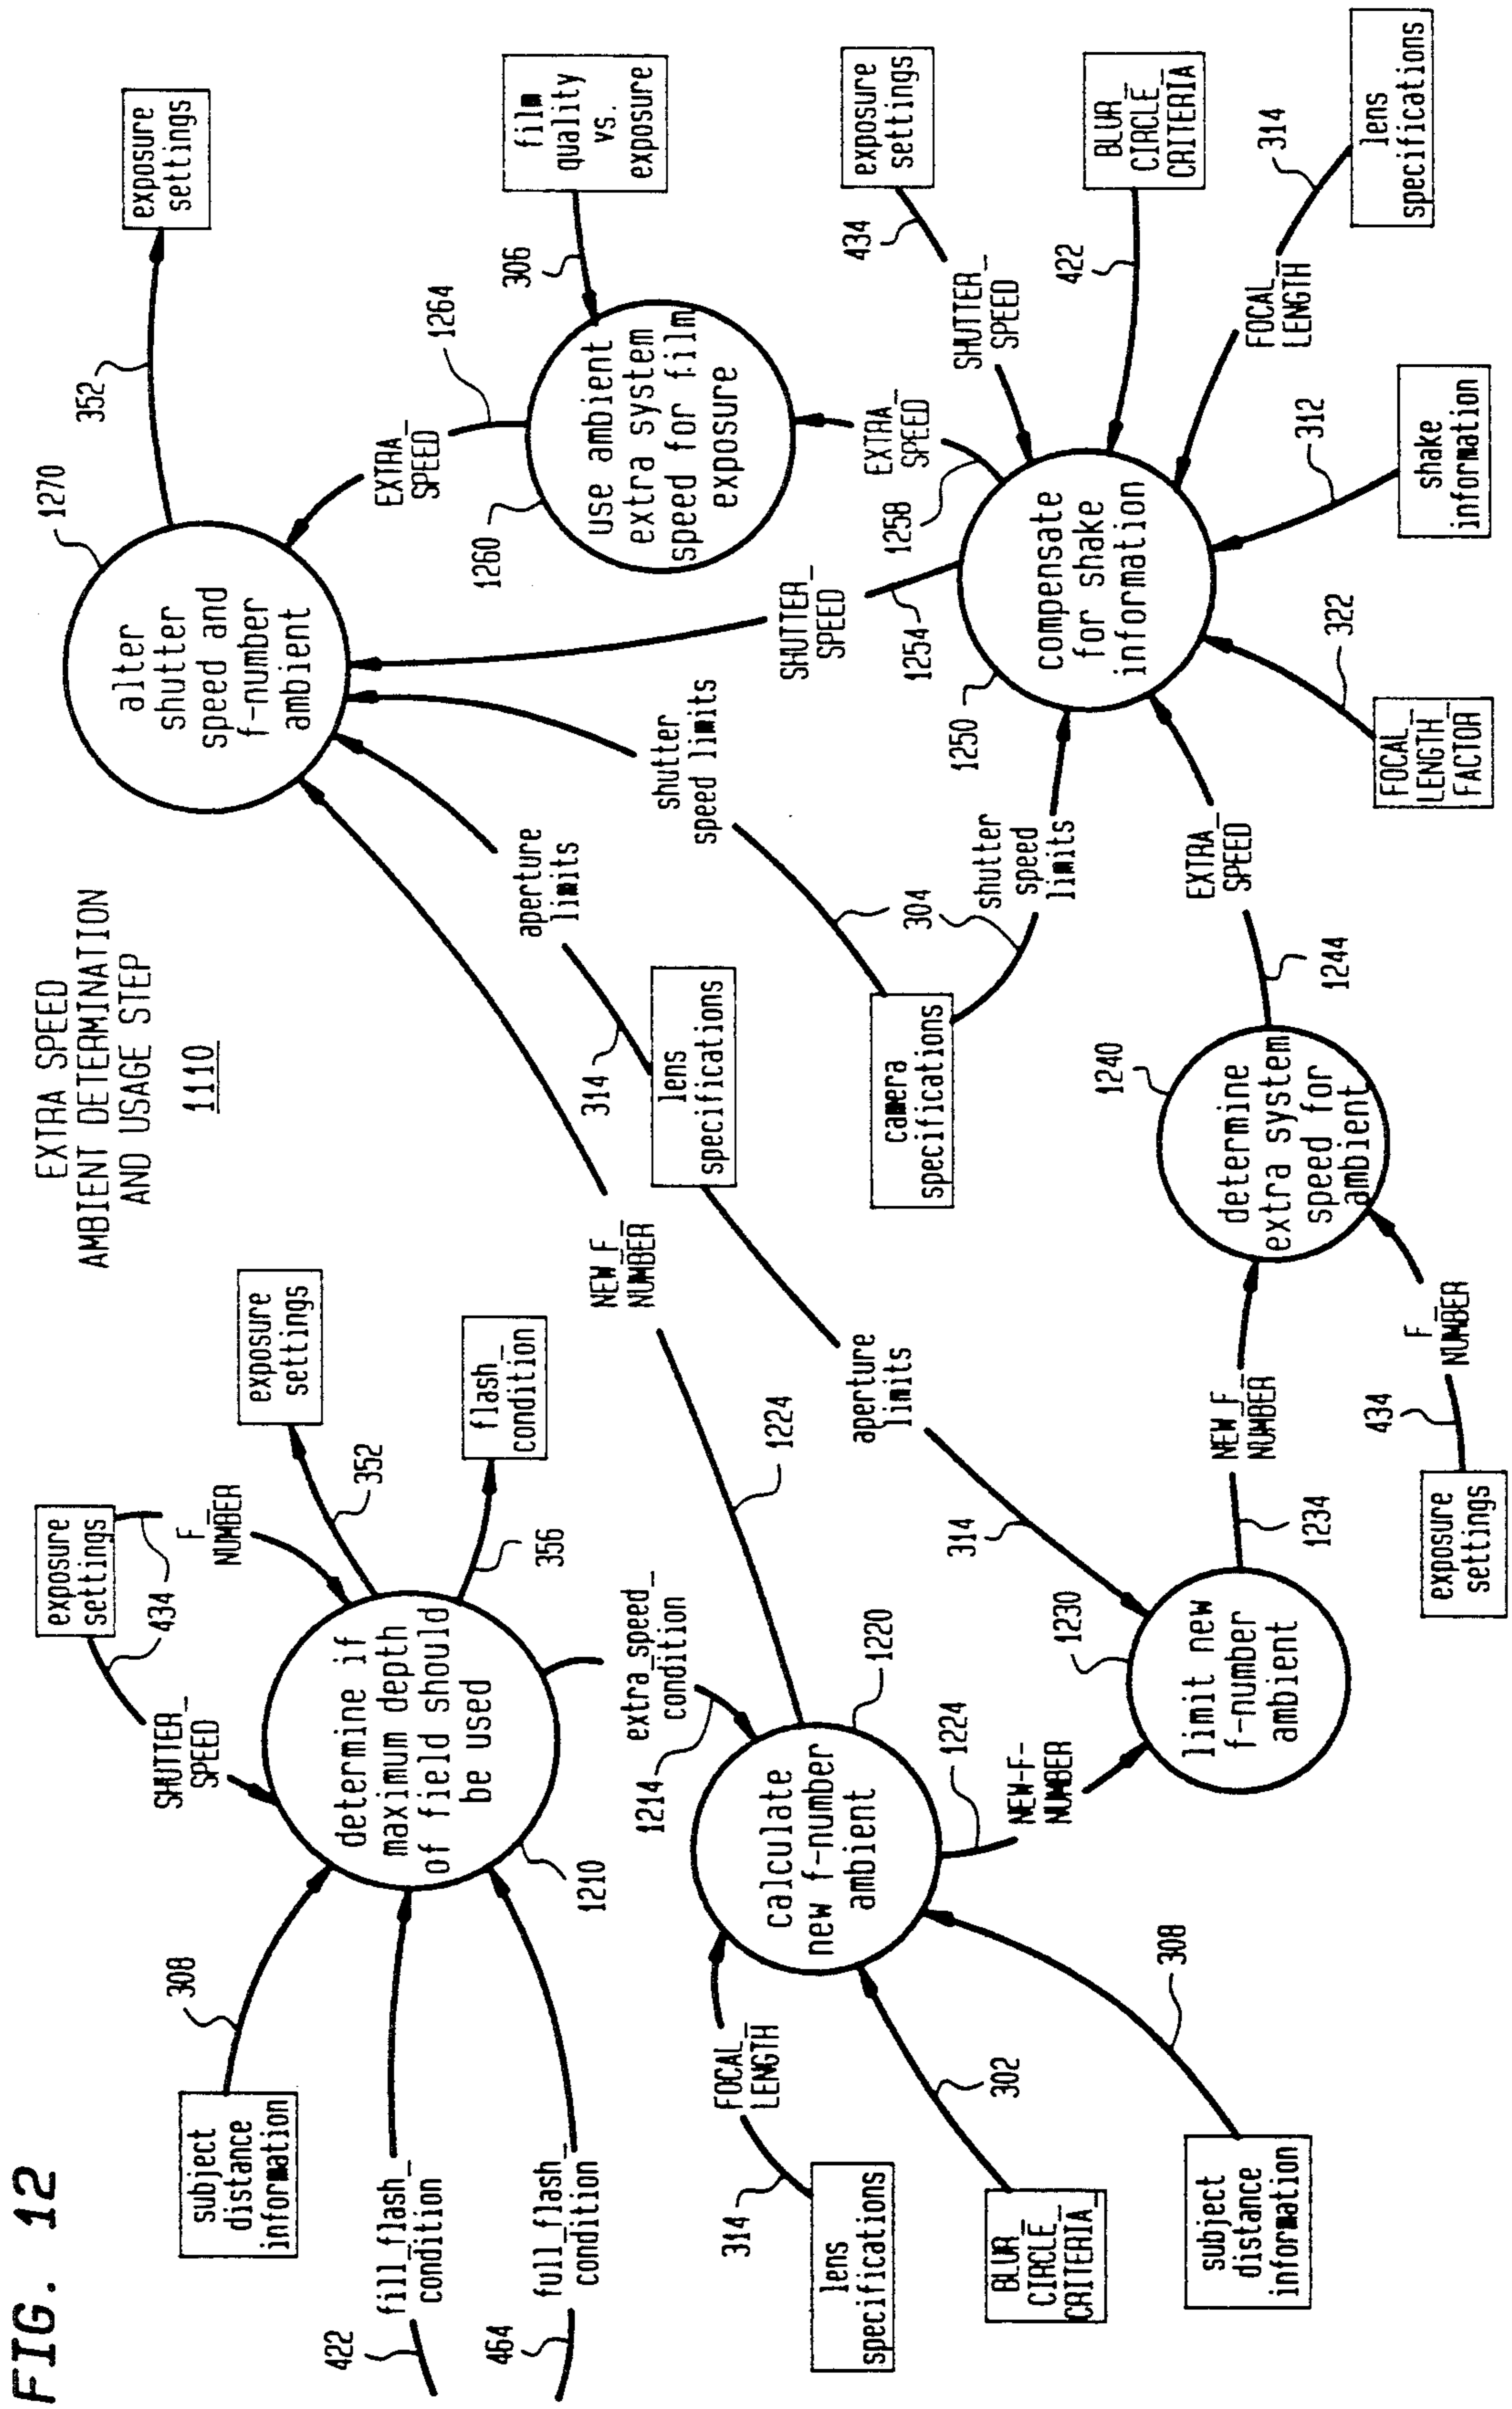 FIG. 12
EXTRA SPEED
AMBIENT DETERMINATION
AND USAGE STEP
1110
exposure
settings
434
SHUTTER_
SPEED
F_
NUMBER
subject
distance
information
308
fill_flash_
condition
422
full_flash_
condition
464
determine if
maximum depth
of field should
be used
1210
352
exposure
settings
356
flash_
condition
extra_speed_
condition
1214
lens
specifications
314
FOCAL_
LENGTH
BLUR_
CIRCLE_
CRITERIA_
302
subject
distance
information
308
calculate
new f-number
ambient
1220
1224
NEW_F_
NUMBER
1224
NEW-F-
NUMBER
limit new
f-number
ambient
1230
314
aperture
limits
lens
specifications
314
aperture
limits
1234
NEW_F_
NUMBER
exposure
settings
434
F_
NUMBER
determine
extra system
speed for
ambient
1240
1244
EXTRA_
SPEED
camera
specifications
304
shutter
speed limits
shutter
speed
limits
FOCAL_
LENGTH_
FACTOR
322
shake
information
312
lens
specifications
314
FOCAL_
LENGTH
BLUR_
CIRCLE_
CRITERIA
422
exposure
settings
434
SHUTTER_
SPEED
compensate
for shake
information
1250
1254
SHUTTER_
SPEED
1258
EXTRA_
SPEED
use ambient
extra system
speed for film
exposure
1260
film
quality
vs.
exposure
306
1264
EXTRA_
SPEED
alter
shutter
speed and
f-number
ambient
1270
352
exposure
settings